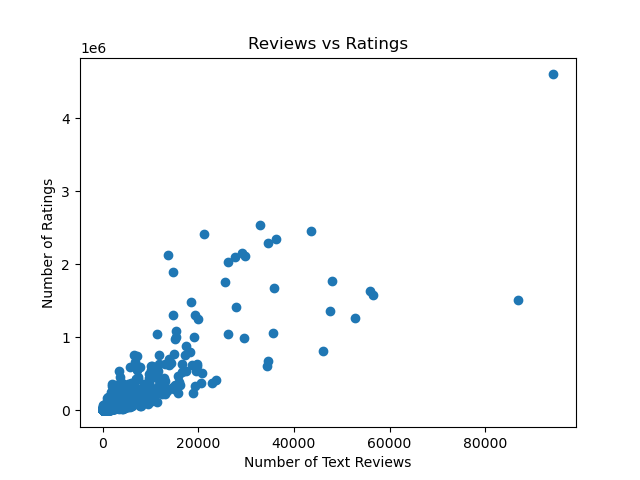 Reviews vs Ratings
1e6
4
3
2
1
0
Number of Ratings
0 20000 40000 60000 80000
Number of Text Reviews